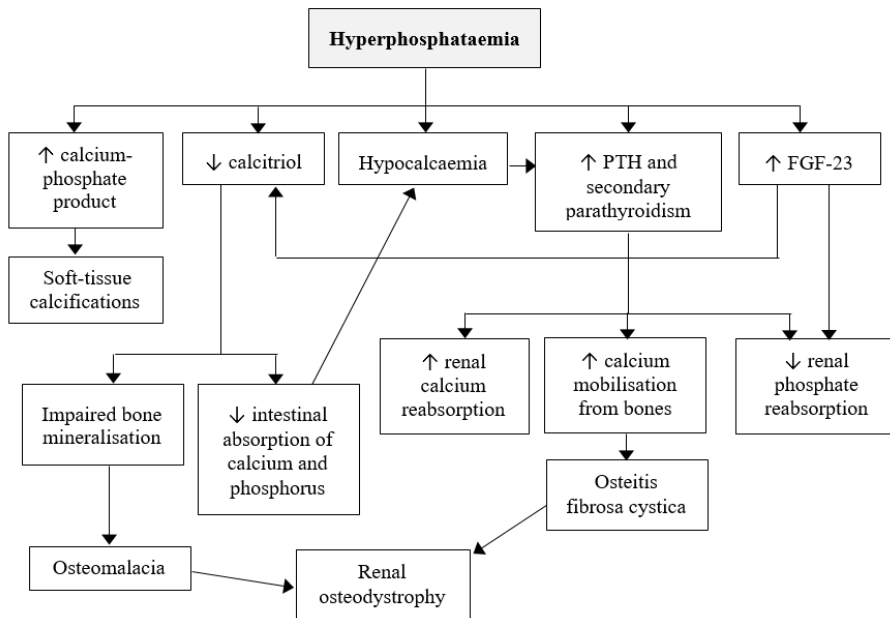 Hyperphosphataemia
↑ calcium-
phosphate
product
↓ calcitriol
Hypocalcaemia
↑ PTH and
secondary
parathyroidism
↑ FGF-23
Soft-tissue
calcifications
↑ renal
calcium
reabsorption
↑ calcium
mobilisation
from bones
↓ renal
phosphate
reabsorption
Impaired bone
mineralisation
↓ intestinal
absorption of
calcium and
phosphorus
Osteitis
fibrosa cystica
Osteomalacia
Renal
osteodystrophy